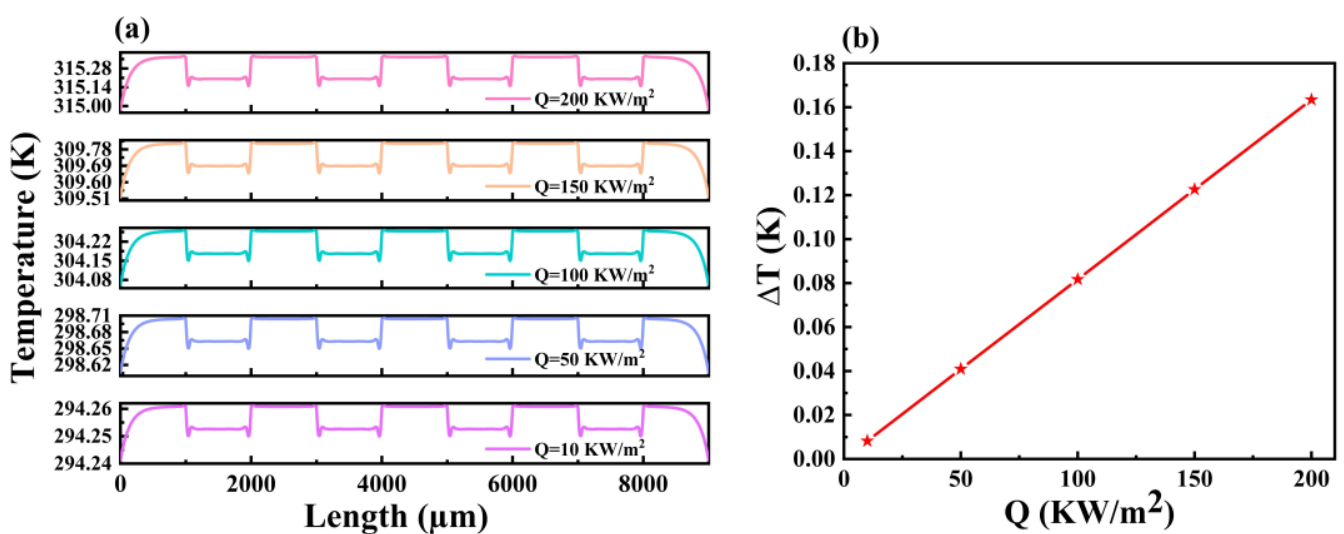 (a)
Temperature (K)
315.28
315.14
315.00
Q=200 KW/m²
309.78
309.69
309.60
309.51
Q=150 KW/m²
304.22
304.15
304.08
Q=100 KW/m²
298.71
298.68
298.65
298.62
Q=50 KW/m²
294.26
294.25
294.24
Q=10 KW/m²
0 2000 4000 6000 8000
Length (μm)
(b)
ΔT (K)
0.18
0.16
0.14
0.12
0.10
0.08
0.06
0.04
0.02
0.00
0 50 100 150 200
Q (KW/m²)